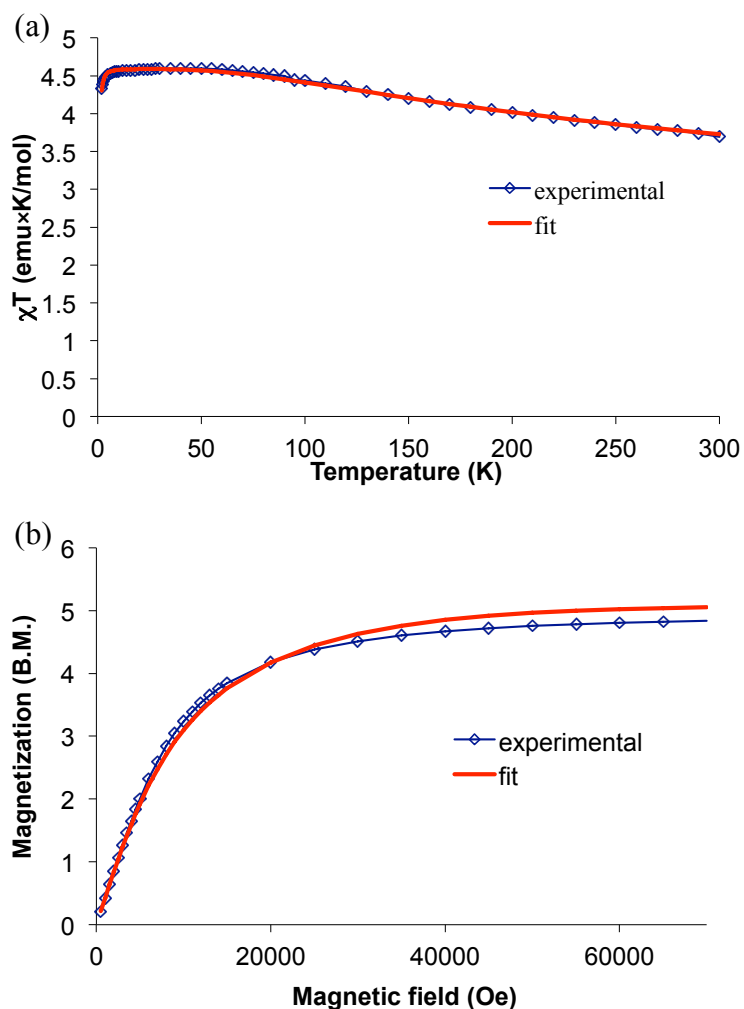 (a)
5
4.5
4
3.5
3
2.5
2
1.5
1
0.5
0
χT (emu×K/mol)
experimental
fit
0 50 100 150 200 250 300
Temperature (K)
(b)
6
5
4
3
2
1
0
Magnetization (B.M.)
experimental
fit
0 20000 40000 60000
Magnetic field (Oe)